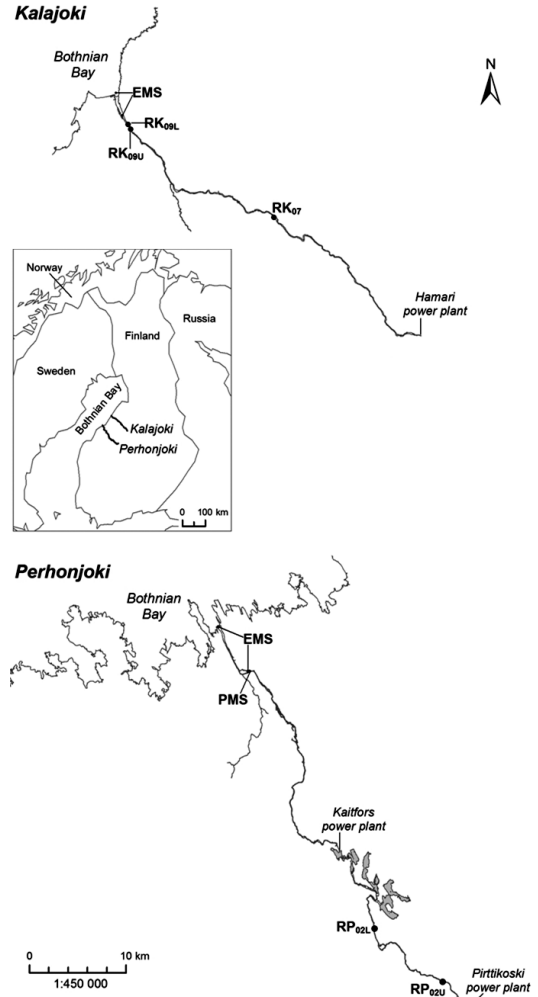 Kalajoki
Bothnian
Bay
N
EMS
RK09L
RK09U
RK07
Hamari
power plant
Norway
Finland
Russia
Sweden
Bothnian Bay
Kalajoki
Perhonjoki
0 100 km
Perhonjoki
Bothnian
Bay
EMS
PMS
Kaitfors
power plant
RP02L
0 10 km
1:450 000
Pirttikoski
power plant
RP02U